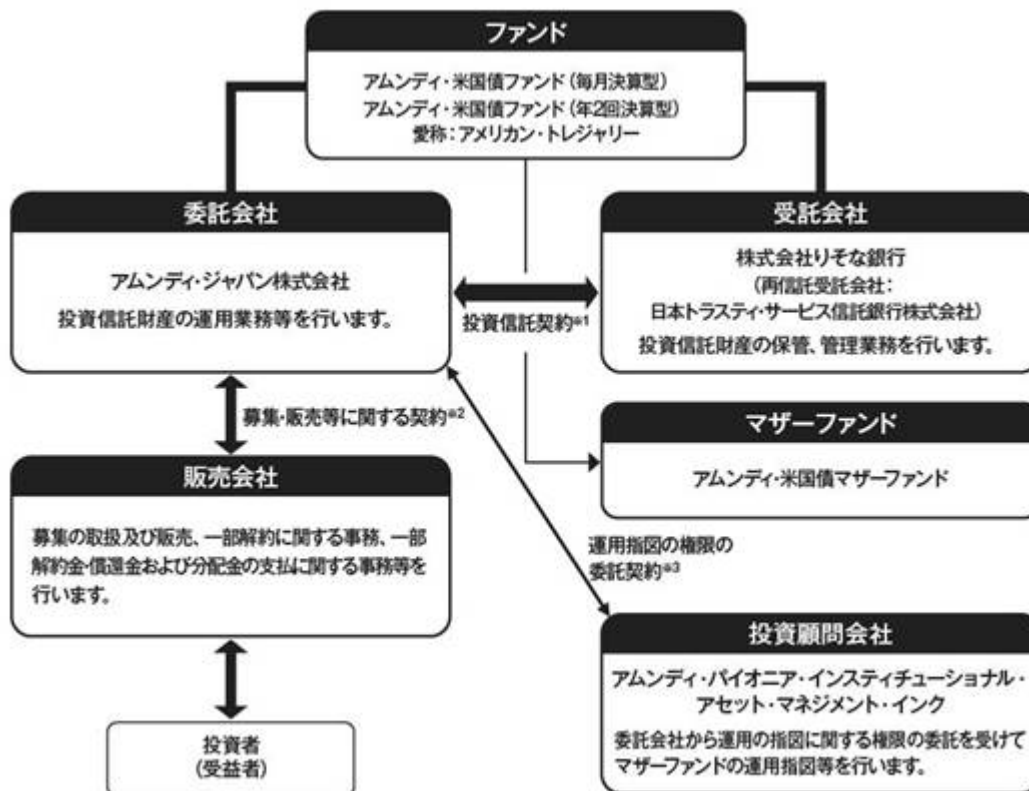 ファンド
アムンディ・米国債ファンド(毎月決算型)
アムンディ・米国債ファンド(年2回決算型)
愛称：アメリカン・トレジャリー
委託会社
アムンディ・ジャパン株式会社
投資信託財産の運用業務等を行います。
投資信託契約※1
受託会社
株式会社りそな銀行
(再信託受託会社：
日本トラスティ・サービス信託銀行株式会社)
投資信託財産の保管、管理業務を行います。
募集・販売等に関する契約※2
マザーファンド
アムンディ・米国債マザーファンド
販売会社
募集の取扱及び販売、一部解約に関する事務、一部
解約金・償還金および分配金の支払に関する事務等を
行います。
運用指図の権限の
委託契約※3
投資顧問会社
アムンディ・パイオニア・インスティチューショナル・
アセット・マネジメント・インク
委託会社から運用の指図に関する権限の委託を受けて
マザーファンドの運用指図等を行います。
投資者
(受益者)